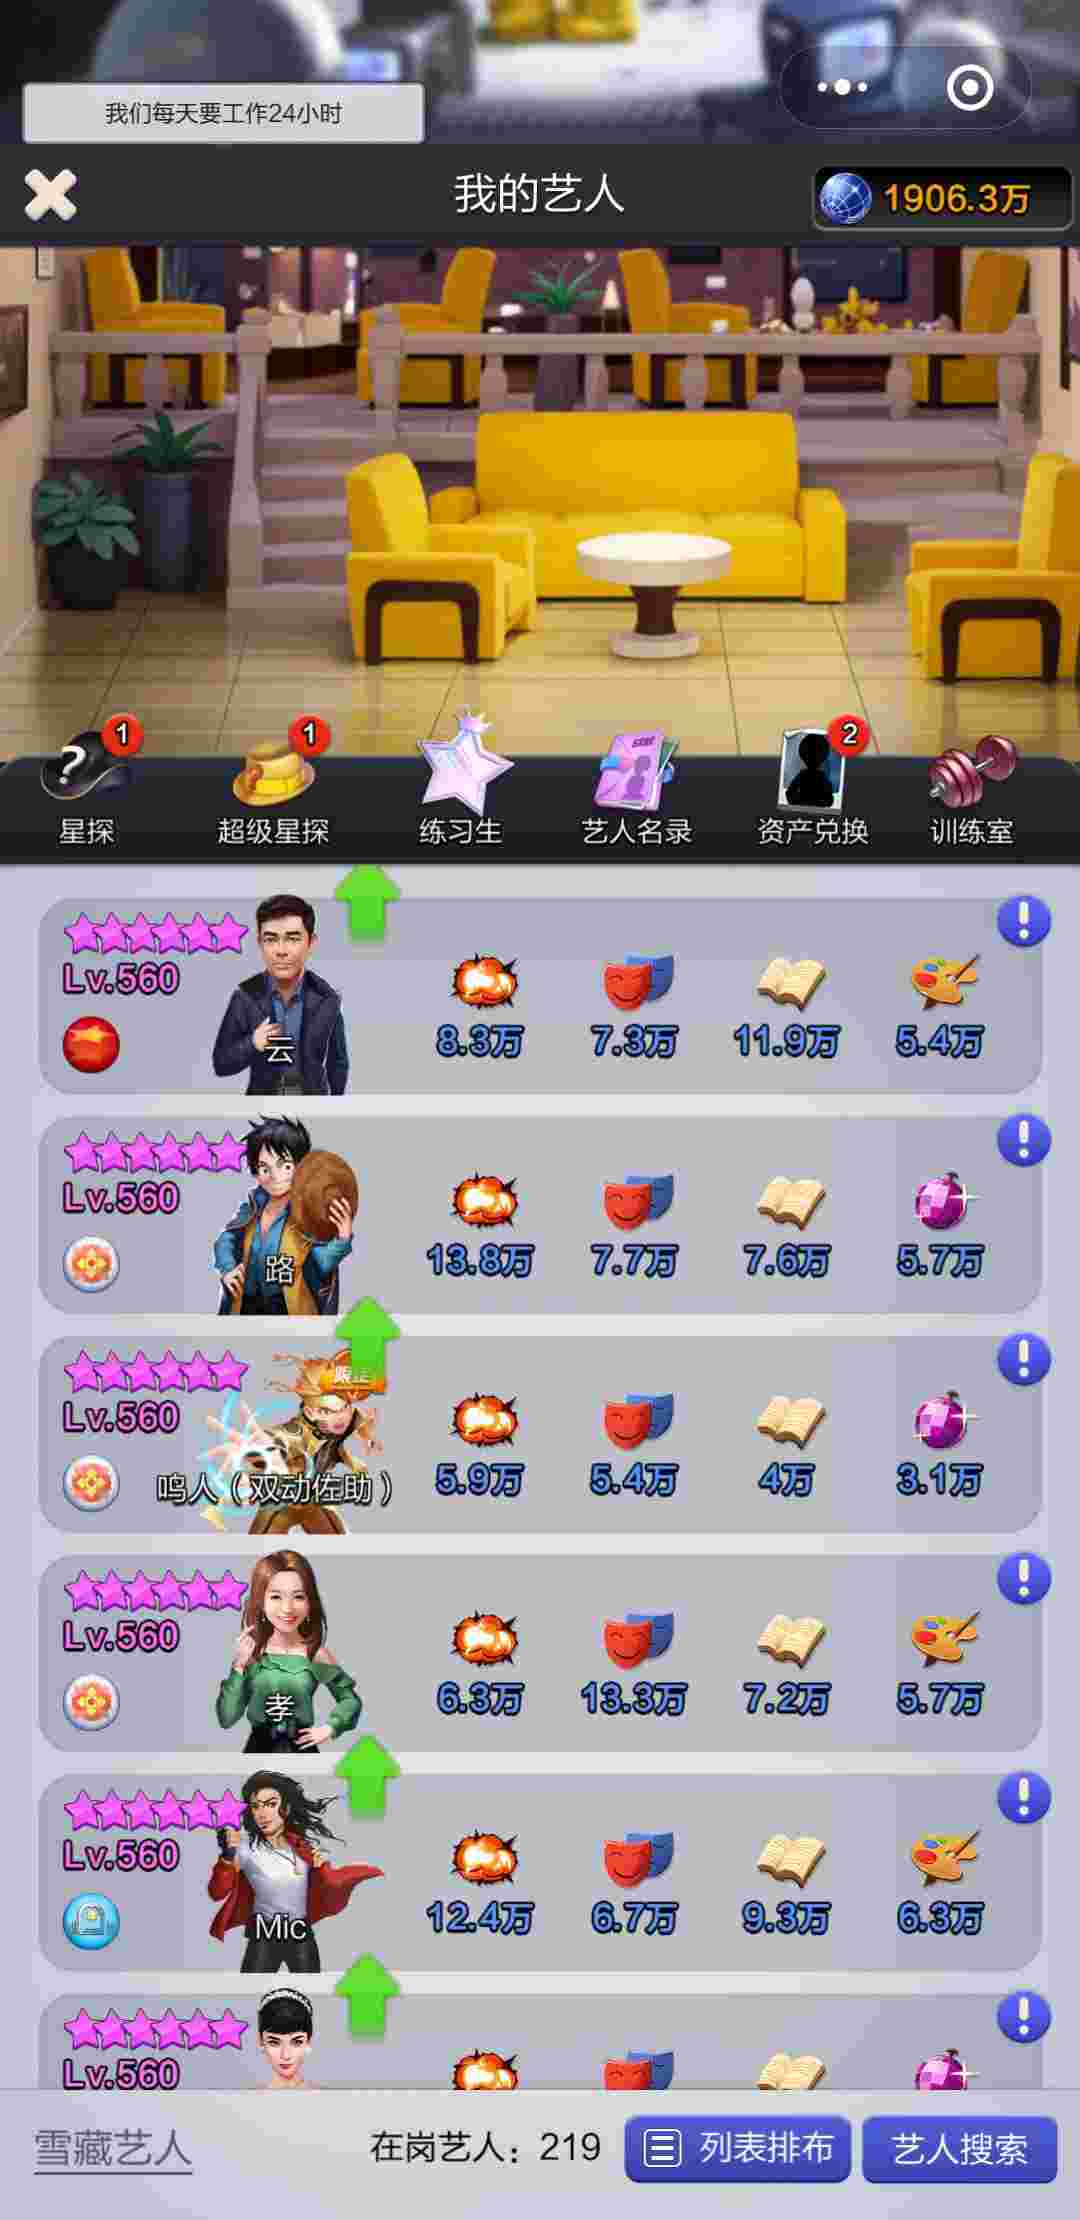 我们每天要工作24小时
我的艺人
1906.3万
1
1
2
星探
超级星探
练习生
艺人名录
资产兑换
训练室
Lv.560
云
8.3万
7.3万
11.9万
5.4万
Lv.560
路
13.8万
7.7万
7.6万
5.7万
限定
Lv.560
鸣人（双动佐助）
5.9万
5.4万
4万
3.1万
Lv.560
孝
6.3万
13.3万
7.2万
5.7万
Lv.560
Mic
12.4万
6.7万
9.3万
6.3万
Lv.560
雪藏艺人
在岗艺人：219
列表排布
艺人搜索